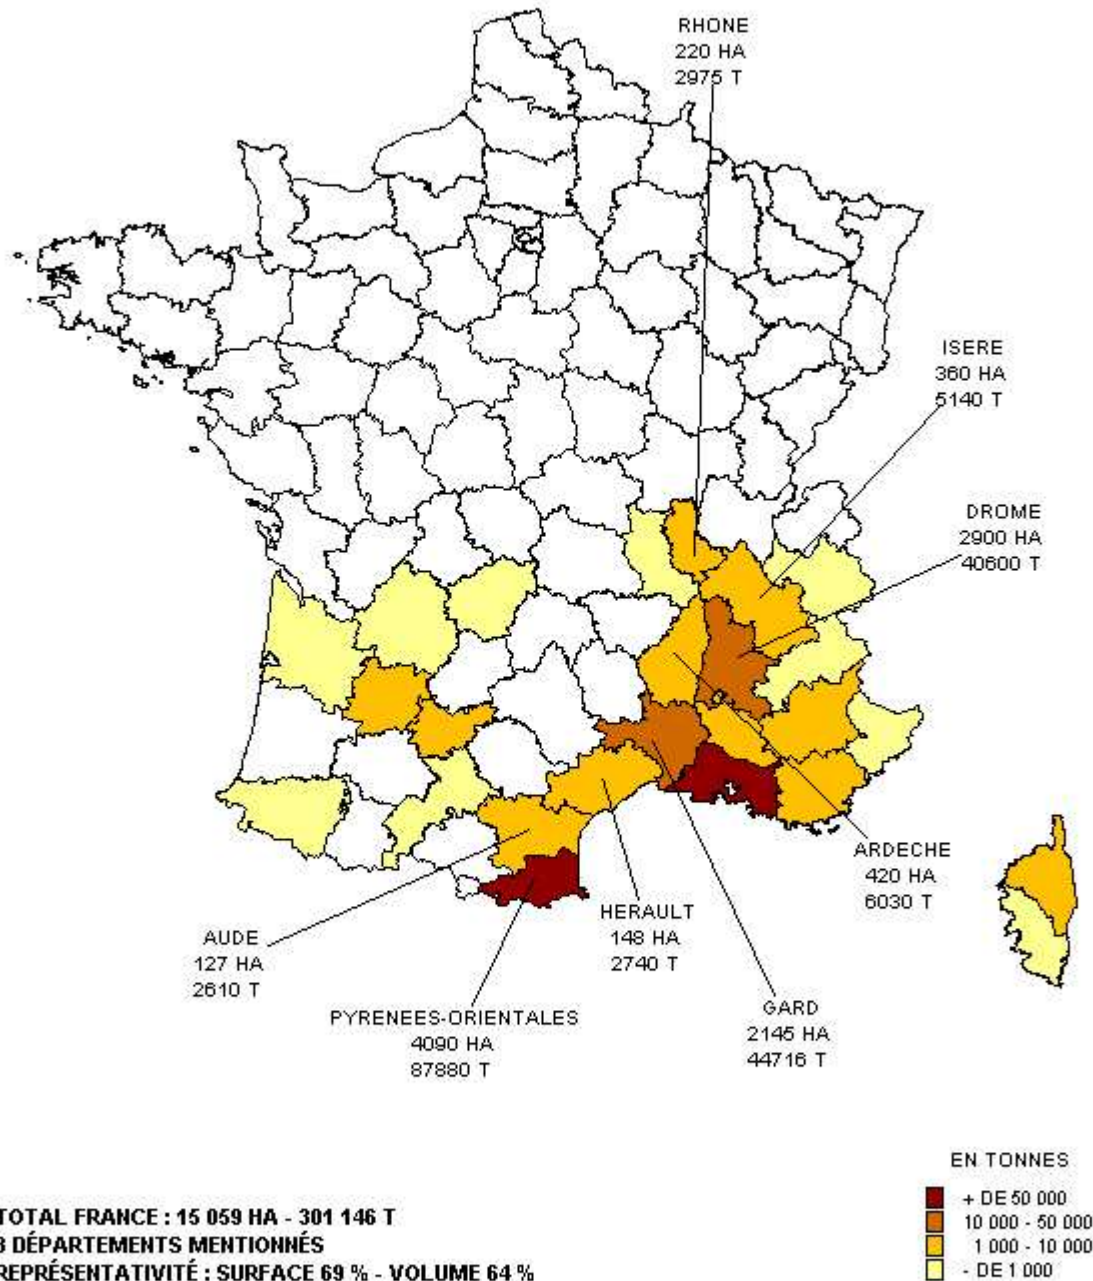 RHONE
220 HA
2975 T
ISERE
360 HA
5140 T
DROME
2900 HA
40600 T
ARDECHE
420 HA
6030 T
HERAULT
148 HA
2740 T
AUDE
127 HA
2610 T
GARD
2145 HA
44716 T
PYRENEES-ORIENTALES
4090 HA
87880 T
EN TONNES
+ DE 50 000
10 000 - 50 000
1 000 - 10 000
- DE 1 000
TOTAL FRANCE : 15 059 HA - 301 146 T
8 DÉPARTEMENTS MENTIONNÉS
REPRÉSENTATIVITÉ : SURFACE 69 % - VOLUME 64 %